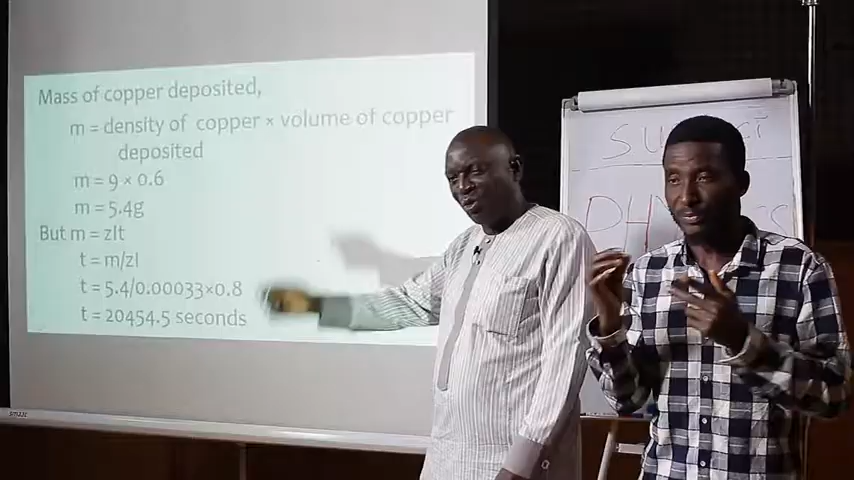 Mass of copper deposited,
m = density of copper × volume of copper
deposited
m = 9× 0.6
m = 5.4g
But m = zIt
t = m/zI
t = 5.4/0.00033×0.8
t = 20454.5 seconds